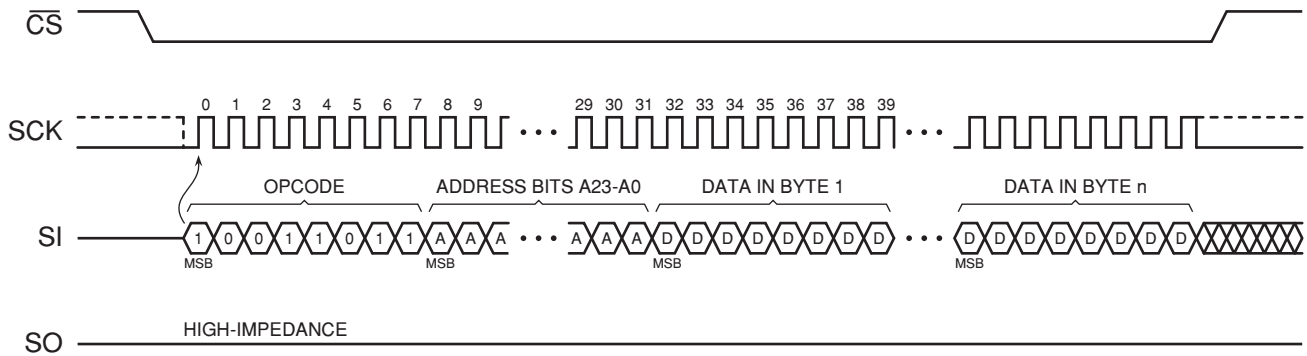 CS
0 1 2 3 4 5 6 7 8 9 29 30 31 32 33 34 35 36 37 38 39
SCK
OPCODE ADDRESS BITS A23-A0 DATA IN BYTE 1 DATA IN BYTE n
SI 1 0 0 1 1 0 1 1 A A A A A A D D D D D D D D D D D D D D D D
MSB MSB MSB MSB
HIGH-IMPEDANCE
SO